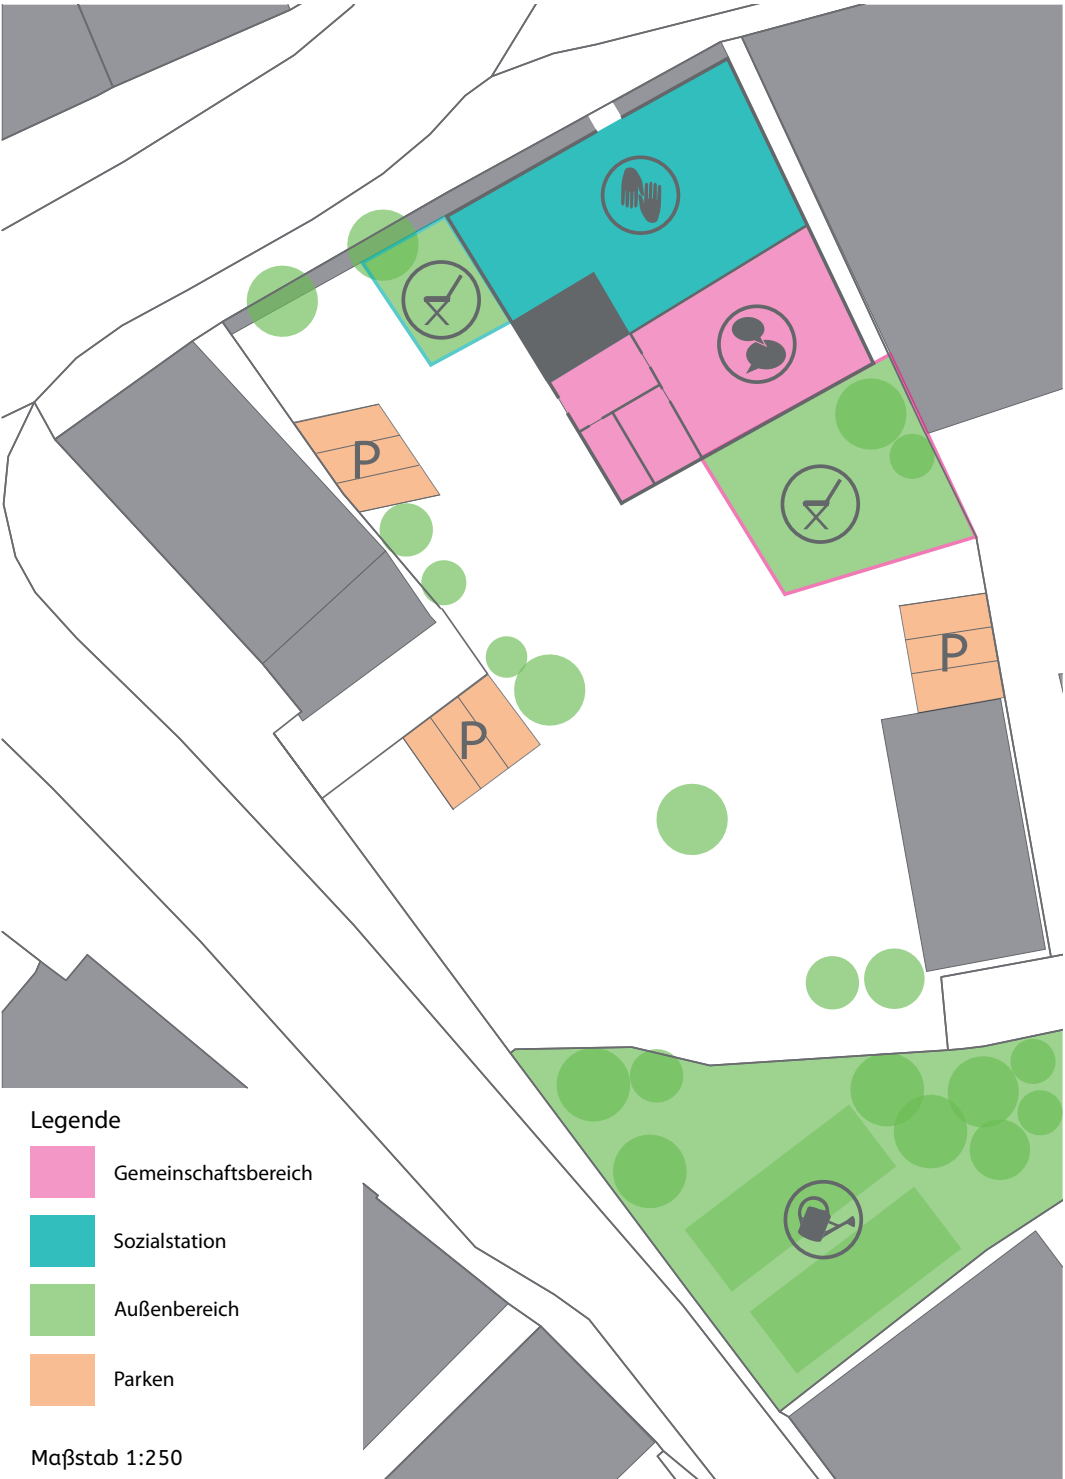 P
P
P
Legende
Gemeinschaftsbereich
Sozialstation
Außenbereich
Parken
Maßstab 1:250